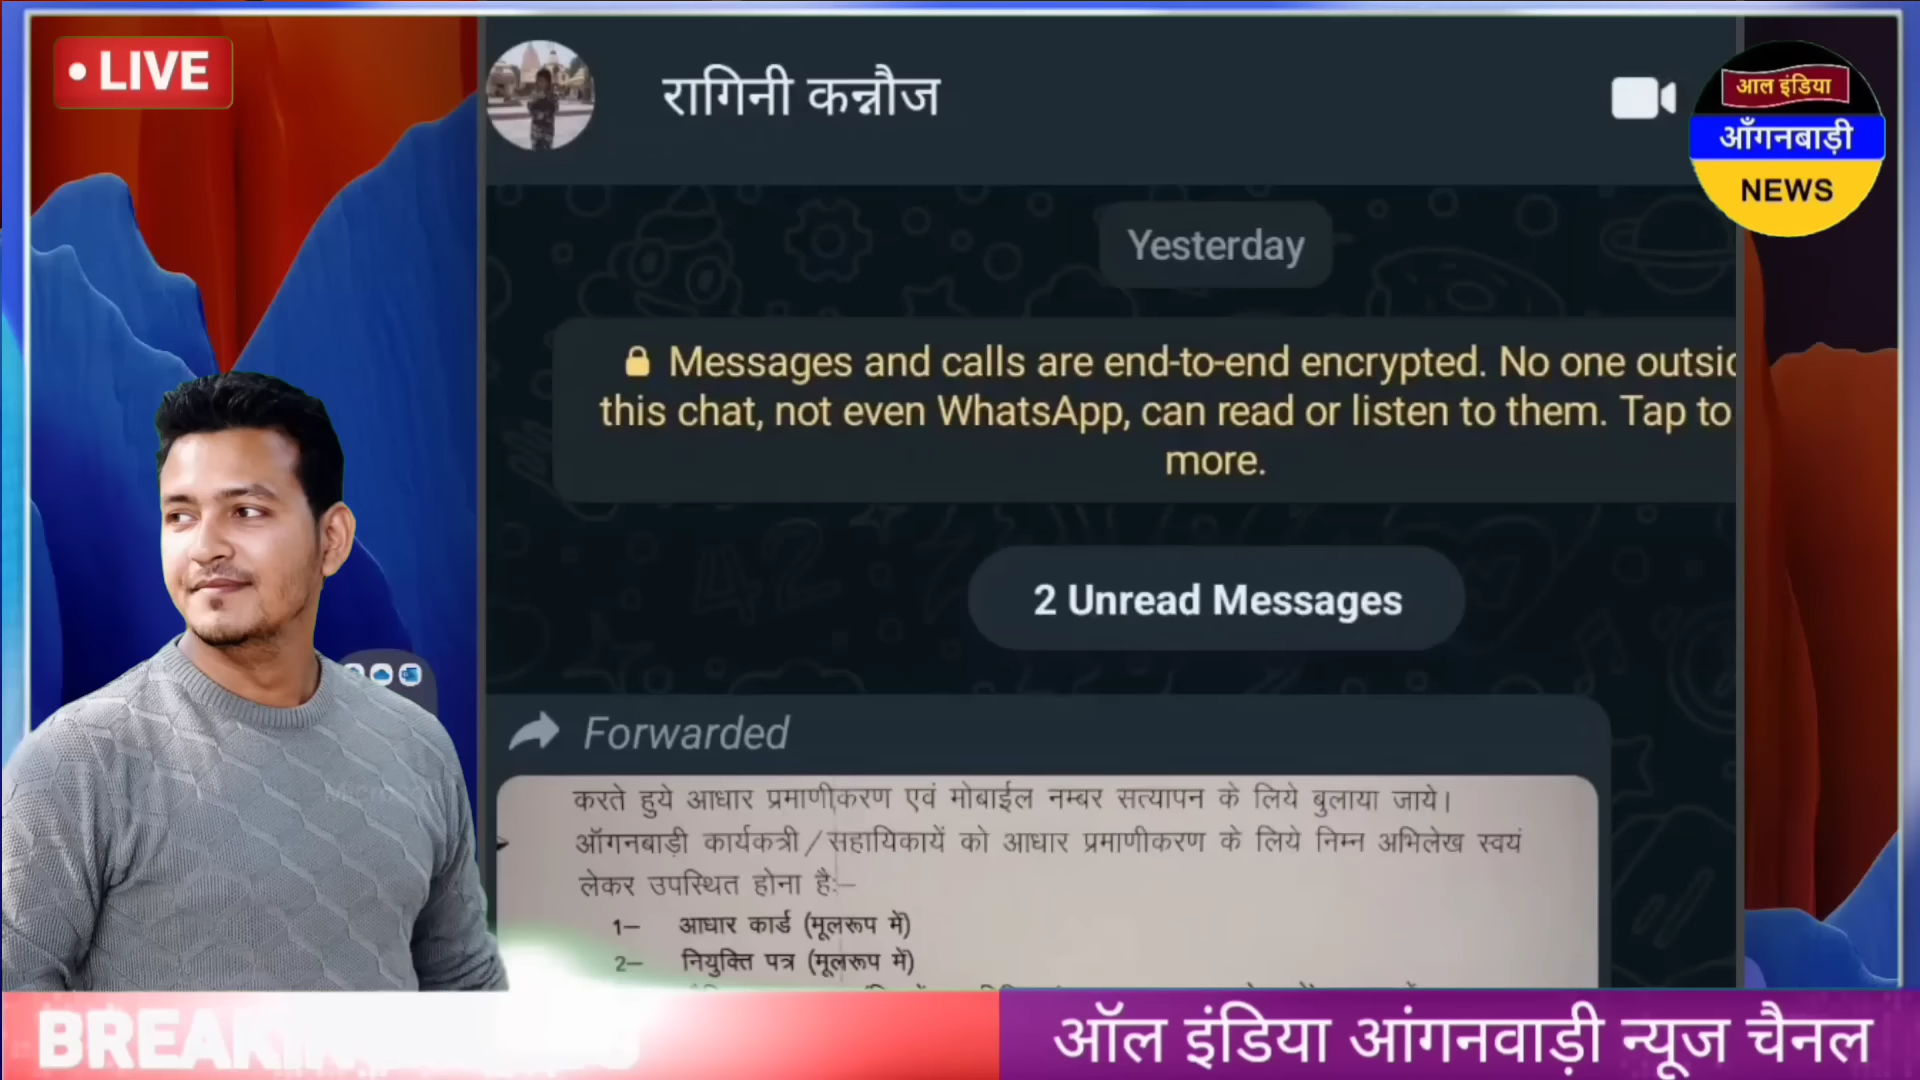 LIVE
रागिनी कन्नौज
आल इंडिया
आँगनबाड़ी
NEWS
Yesterday
Messages and calls are end-to-end encrypted. No one outsid
this chat, not even WhatsApp, can read or listen to them. Tap to
more.
2 Unread Messages
Forwarded
करते हुये आधार प्रमाणीकरण एवं मोबाईल नम्बर सत्यापन के लिये बुलाया जाये।
ऑगनबाड़ी कार्यकत्री/सहायिकायें को आधार प्रमाणीकरण के लिये निम्न अभिलेख स्वयं
लेकर उपस्थित होना है:–
1– आधार कार्ड (मूलरूप में)
2– नियुक्ति पत्र (मूलरूप में)
BREAKIN
ऑल इंडिया आंगनवाड़ी न्यूज चैनल